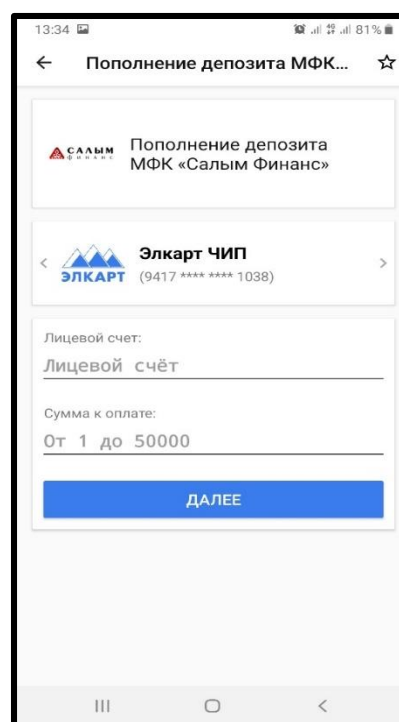 13:34
81%
Пополнение депозита МФК...
САЛЫМ
ФИНАНС
Пополнение депозита
МФК «Салым Финанс»
ЭЛКАРТ
Элкарт ЧИП
(9417 **** **** 1038)
Лицевой счет:
Лицевой счёт
Сумма к оплате:
От 1 до 50000
ДАЛЕЕ